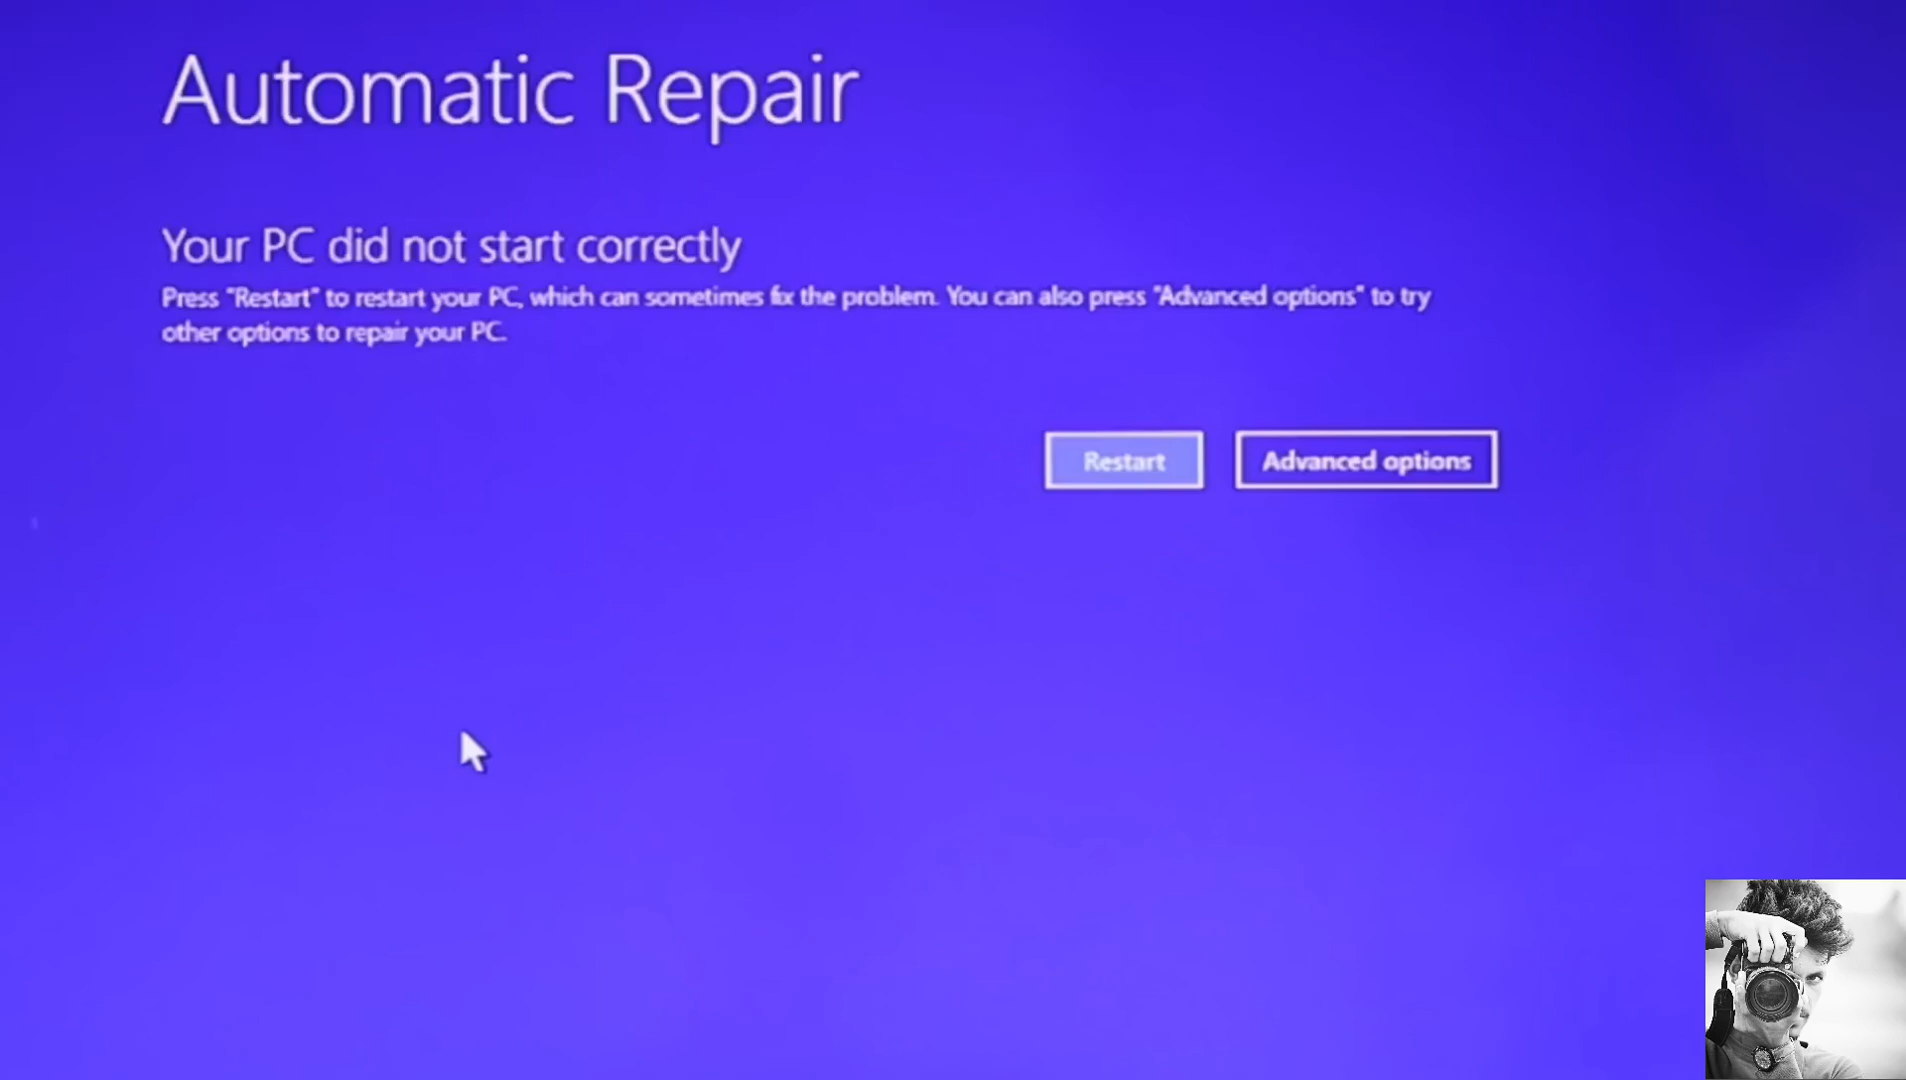 Automatic Repair
Your PC did not start correctly
Press "Restart" to restart your PC, which can sometimes fix the problem. You can also press "Advanced options" to try
other options to repair your PC.
Restart
Advanced options